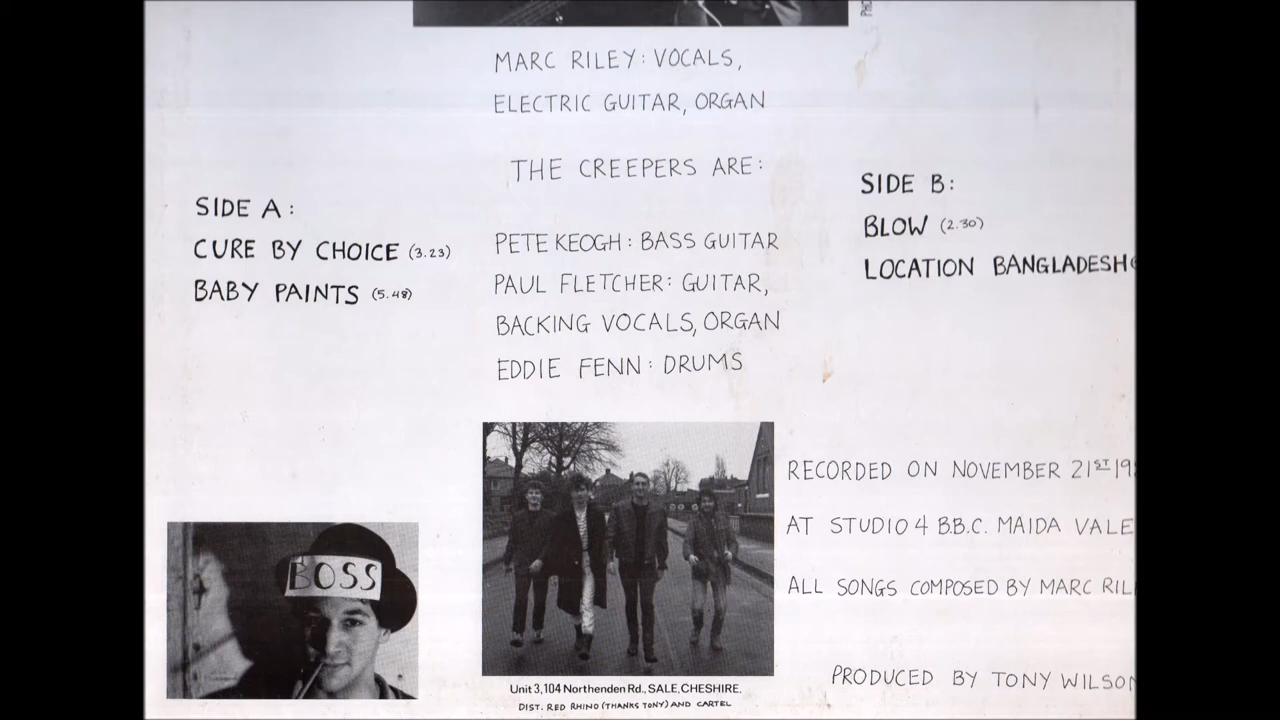 MARC RILEY: VOCALS,
ELECTRIC GUITAR, ORGAN
THE CREEPERS ARE:
PETE KEOGH: BASS GUITAR
PAUL FLETCHER: GUITAR,
BACKING VOCALS, ORGAN
EDDIE FENN: DRUMS
SIDE A:
CURE BY CHOICE (3.23)
BABY PAINTS (5.48)
SIDE B:
BLOW (2.30)
LOCATION BANGLADESH
RECORDED ON NOVEMBER 21ST
AT STUDIO 4 B.B.C. MAIDA VALE
ALL SONGS COMPOSED BY MARC
PRODUCED BY TONY
BOSS
Unit 3, 104 Northenden Rd., SALE, CHESHIRE.
DIST. RED RHINO (THANKS TONY) AND CARTEL